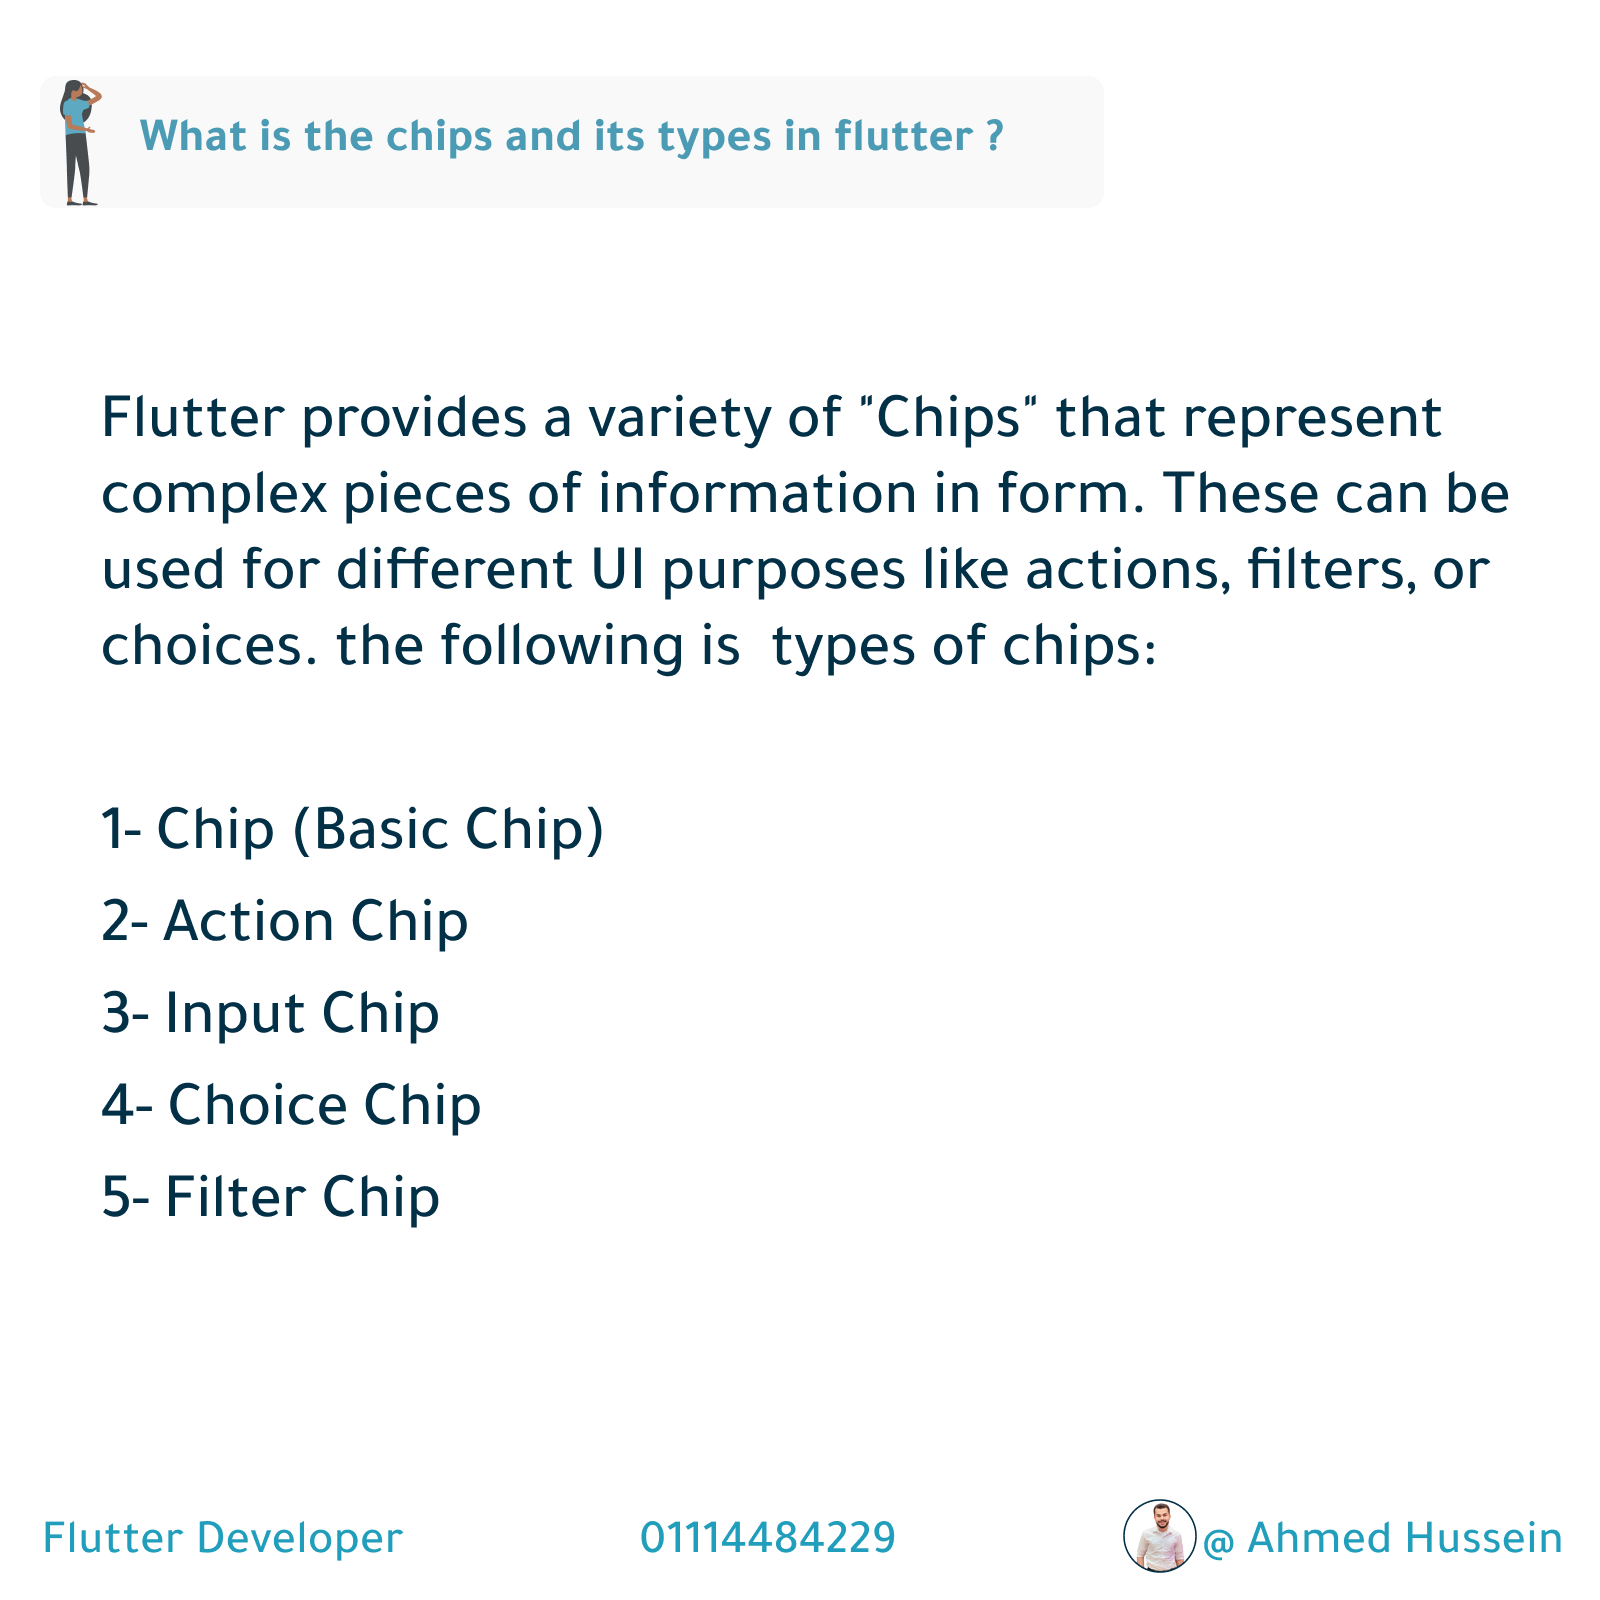 What is the chips and its types in flutter ?
Flutter provides a variety of "Chips" that represent
complex pieces of information in form. These can be
used for different UI purposes like actions, filters, or
choices. the following is  types of chips:
1- Chip (Basic Chip)
2- Action Chip
3- Input Chip
4- Choice Chip
5- Filter Chip
Flutter Developer
01114484229
@ Ahmed Hussein